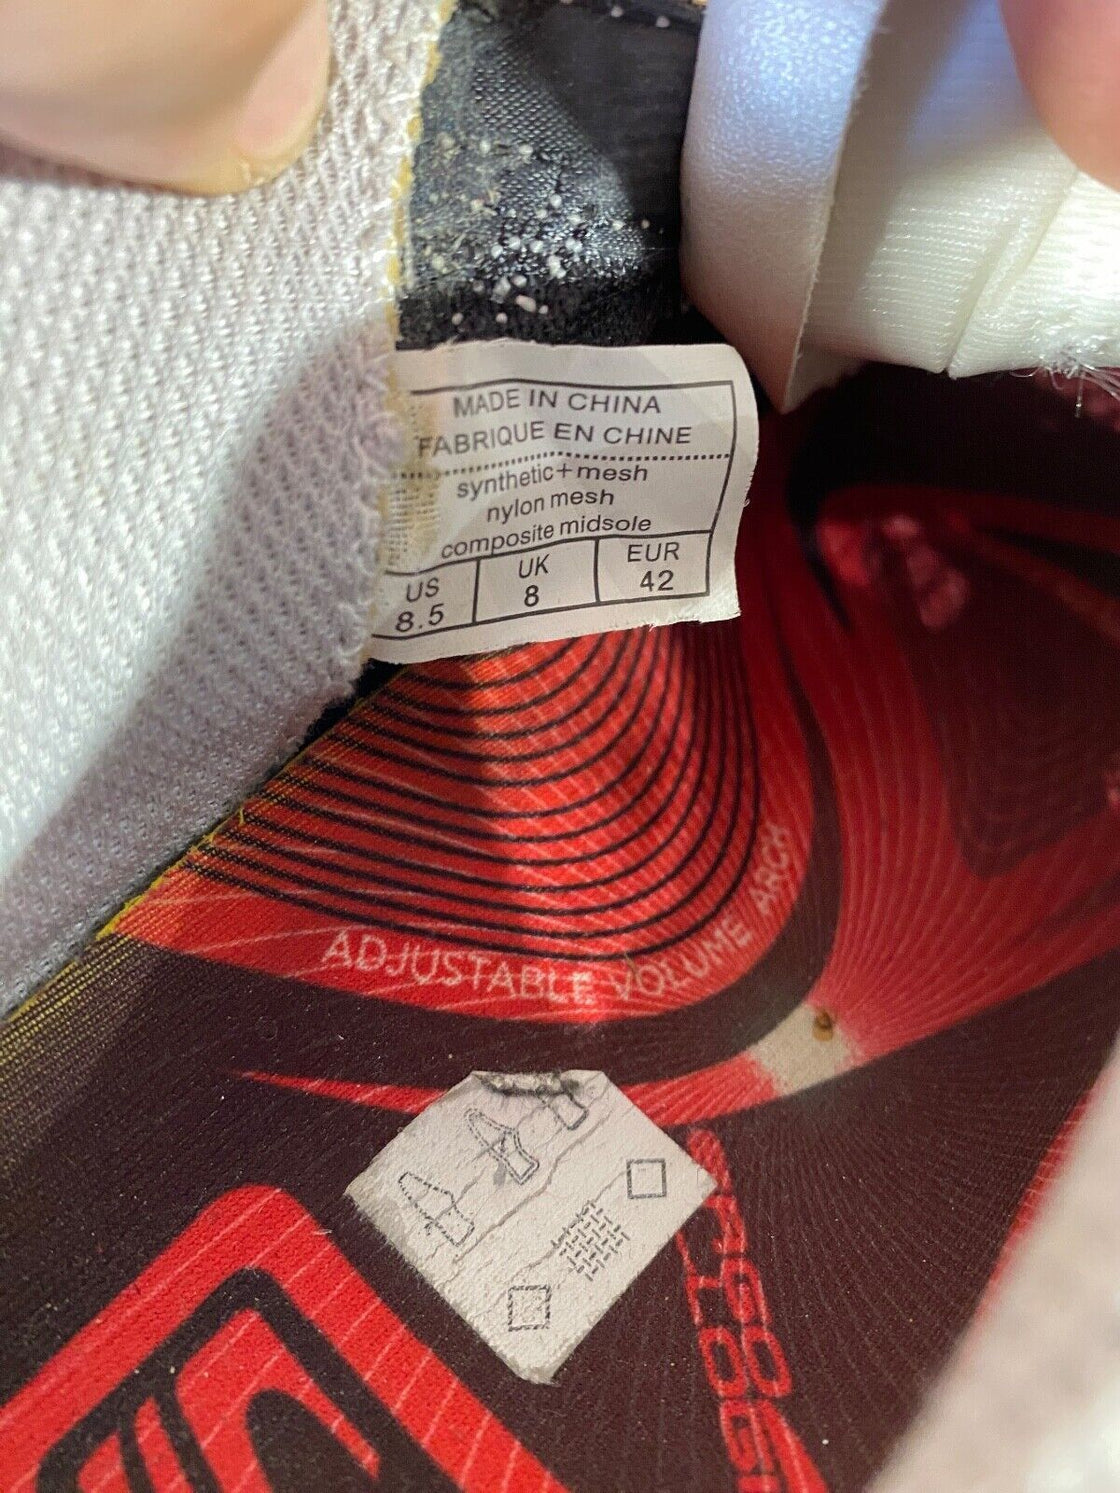 MADE IN CHINA
FABRIQUE EN CHINE
synthetic+mesh
nylon mesh
composite midsole
US UK EUR
8.5 8 42
ADJUSTABLE VOLUME ARCH